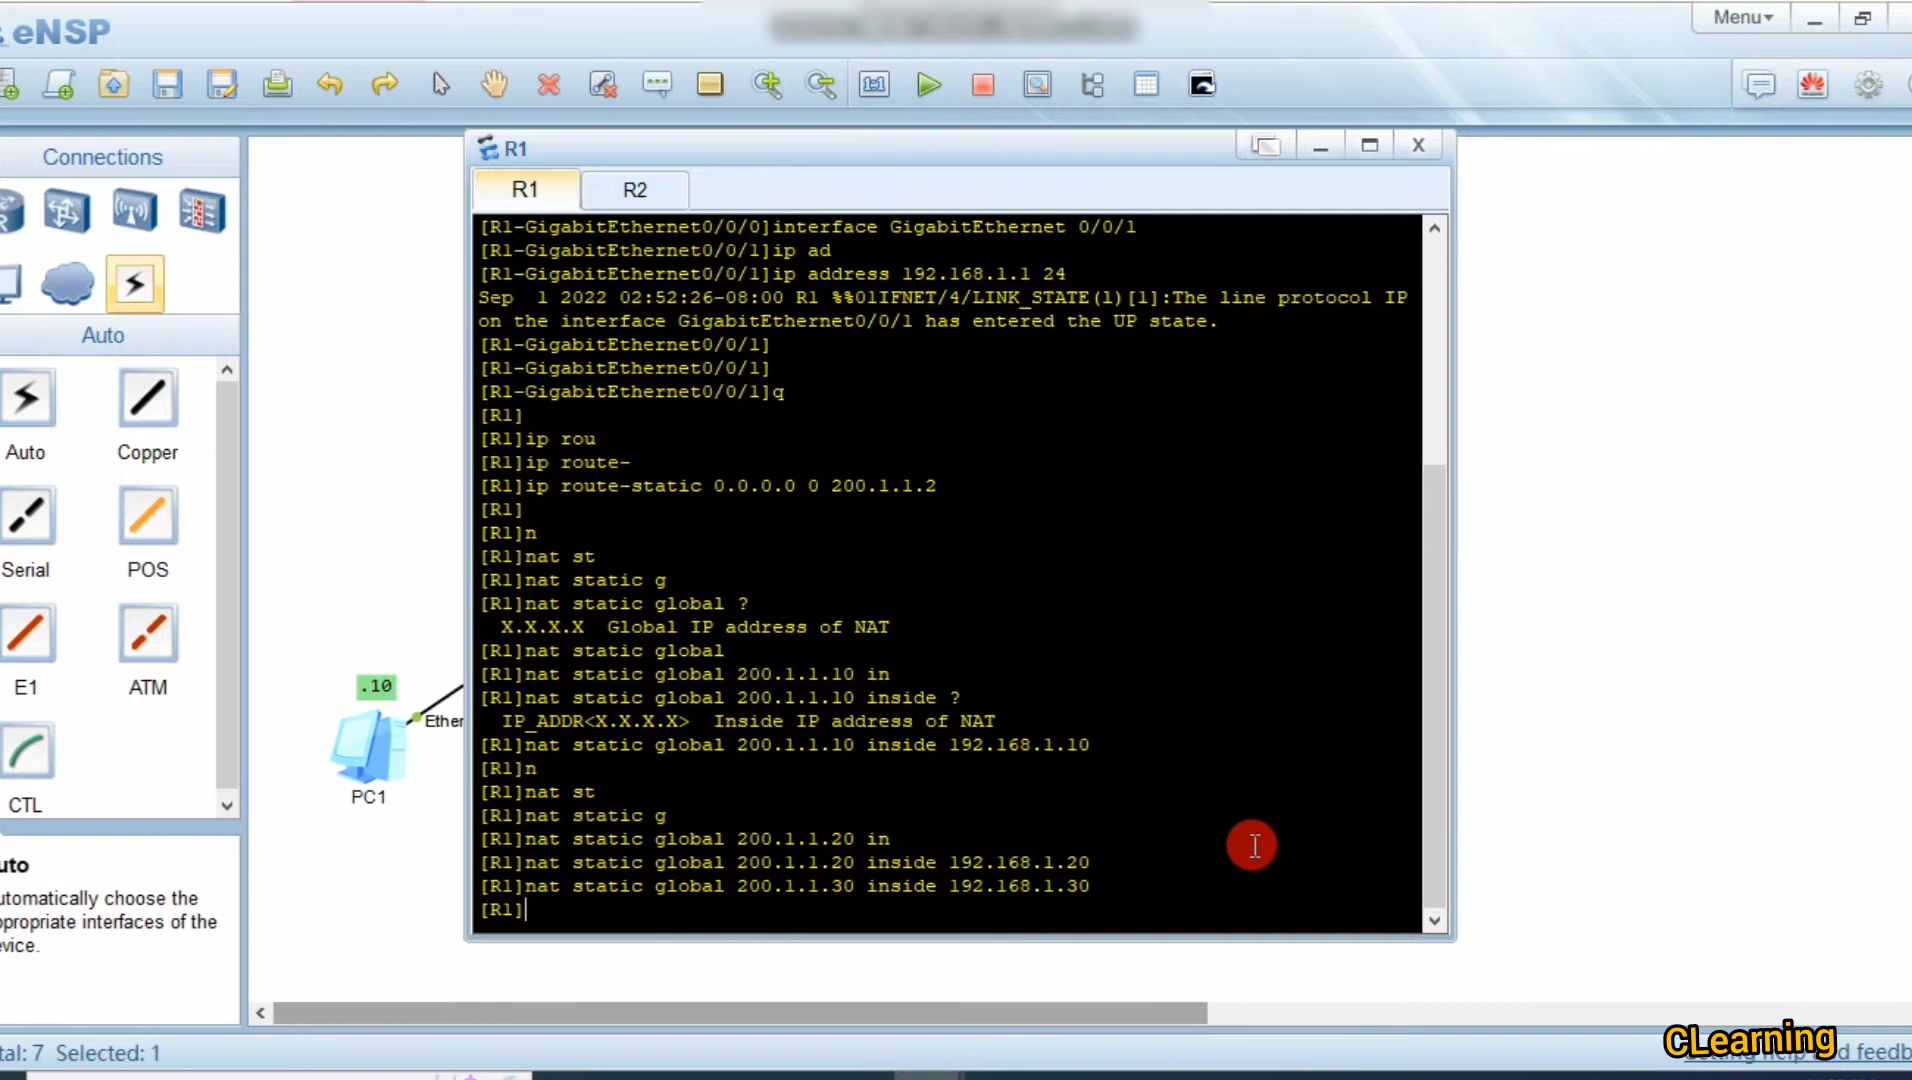 eNSP
Menu
Connections
Auto
Auto
Copper
Serial
POS
E1
ATM
CTL
uto
utomatically choose the
ppropriate interfaces of the
evice.
R1
R1
R2
[R1-GigabitEthernet0/0/0]interface GigabitEthernet 0/0/1
[R1-GigabitEthernet0/0/1]ip ad
[R1-GigabitEthernet0/0/1]ip address 192.168.1.1 24
Sep  1 2022 02:52:26-08:00 R1 %%01IFNET/4/LINK_STATE(l)[1]:The line protocol IP
on the interface GigabitEthernet0/0/1 has entered the UP state.
[R1-GigabitEthernet0/0/1]
[R1-GigabitEthernet0/0/1]
[R1-GigabitEthernet0/0/1]q
[R1]
[R1]ip rou
[R1]ip route-
[R1]ip route-static 0.0.0.0 0 200.1.1.2
[R1]
[R1]n
[R1]nat st
[R1]nat static g
[R1]nat static global ?
X.X.X.X  Global IP address of NAT
[R1]nat static global
[R1]nat static global 200.1.1.10 in
[R1]nat static global 200.1.1.10 inside ?
IP_ADDR<X.X.X.X>  Inside IP address of NAT
[R1]nat static global 200.1.1.10 inside 192.168.1.10
[R1]n
[R1]nat st
[R1]nat static g
[R1]nat static global 200.1.1.20 in
[R1]nat static global 200.1.1.20 inside 192.168.1.20
[R1]nat static global 200.1.1.30 inside 192.168.1.30
[R1]
.10
Ether
PC1
tal: 7 Selected: 1
CLearning
feedb